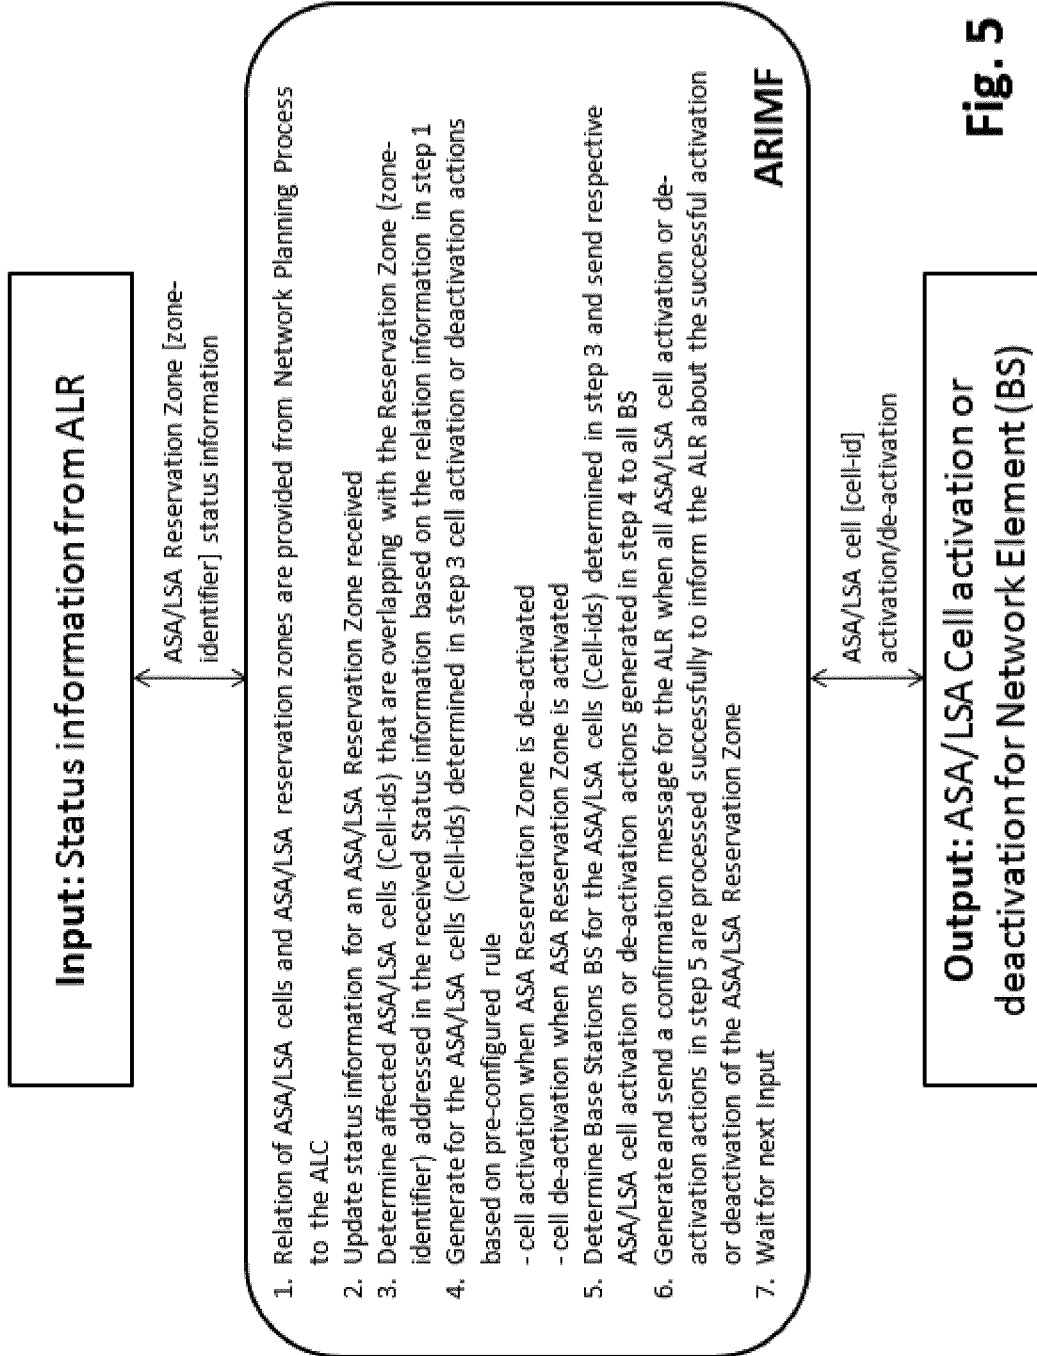 Input: Status information from ALR
ASA/LSA Reservation Zone [zone-
identifier] status information
1. Relation of ASA/LSA cells and ASA/LSA reservation zones are provided from Network Planning Process
to the ALC
2. Update status information for an ASA/LSA Reservation Zone received
3. Determine affected ASA/LSA cells (Cell-ids) that are overlapping with the Reservation Zone (zone-
identifier) addressed in the received Status information based on the relation information in step 1
4. Generate for the ASA/LSA cells (Cell-ids) determined in step 3 cell activation or deactivation actions
based on pre-configured rule
- cell activation when ASA Reservation Zone is de-activated
- cell de-activation when ASA Reservation Zone is activated
5. Determine Base Stations BS for the ASA/LSA cells (Cell-ids) determined in step 3 and send respective
ASA/LSA cell activation or de-activation actions generated in step 4 to all BS
6. Generate and send a confirmation message for the ALR when all ASA/LSA cell activation or de-
activation actions in step 5 are processed successfully to inform the ALR about the successful activation
or deactivation of the ASA/LSA Reservation Zone
7. Wait for next Input
ARIMF
ASA/LSA cell [cell-id]
activation/de-activation
Output: ASA/LSA Cell activation or
deactivation for Network Element (BS)
Fig. 5